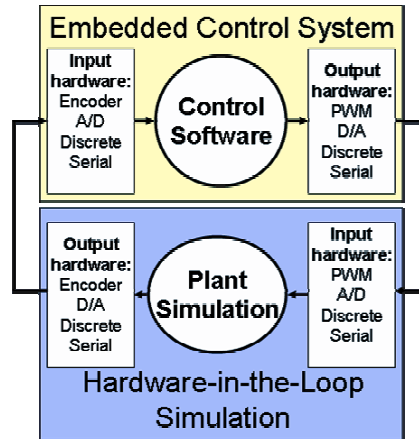 Embedded Control System
Input
hardware:
Encoder
A/D
Discrete
Serial
Control
Software
Output
hardware:
PWM
D/A
Discrete
Serial
Output
hardware:
Encoder
D/A
Discrete
Serial
Plant
Simulation
Input
hardware:
PWM
A/D
Discrete
Serial
Hardware-in-the-Loop
Simulation